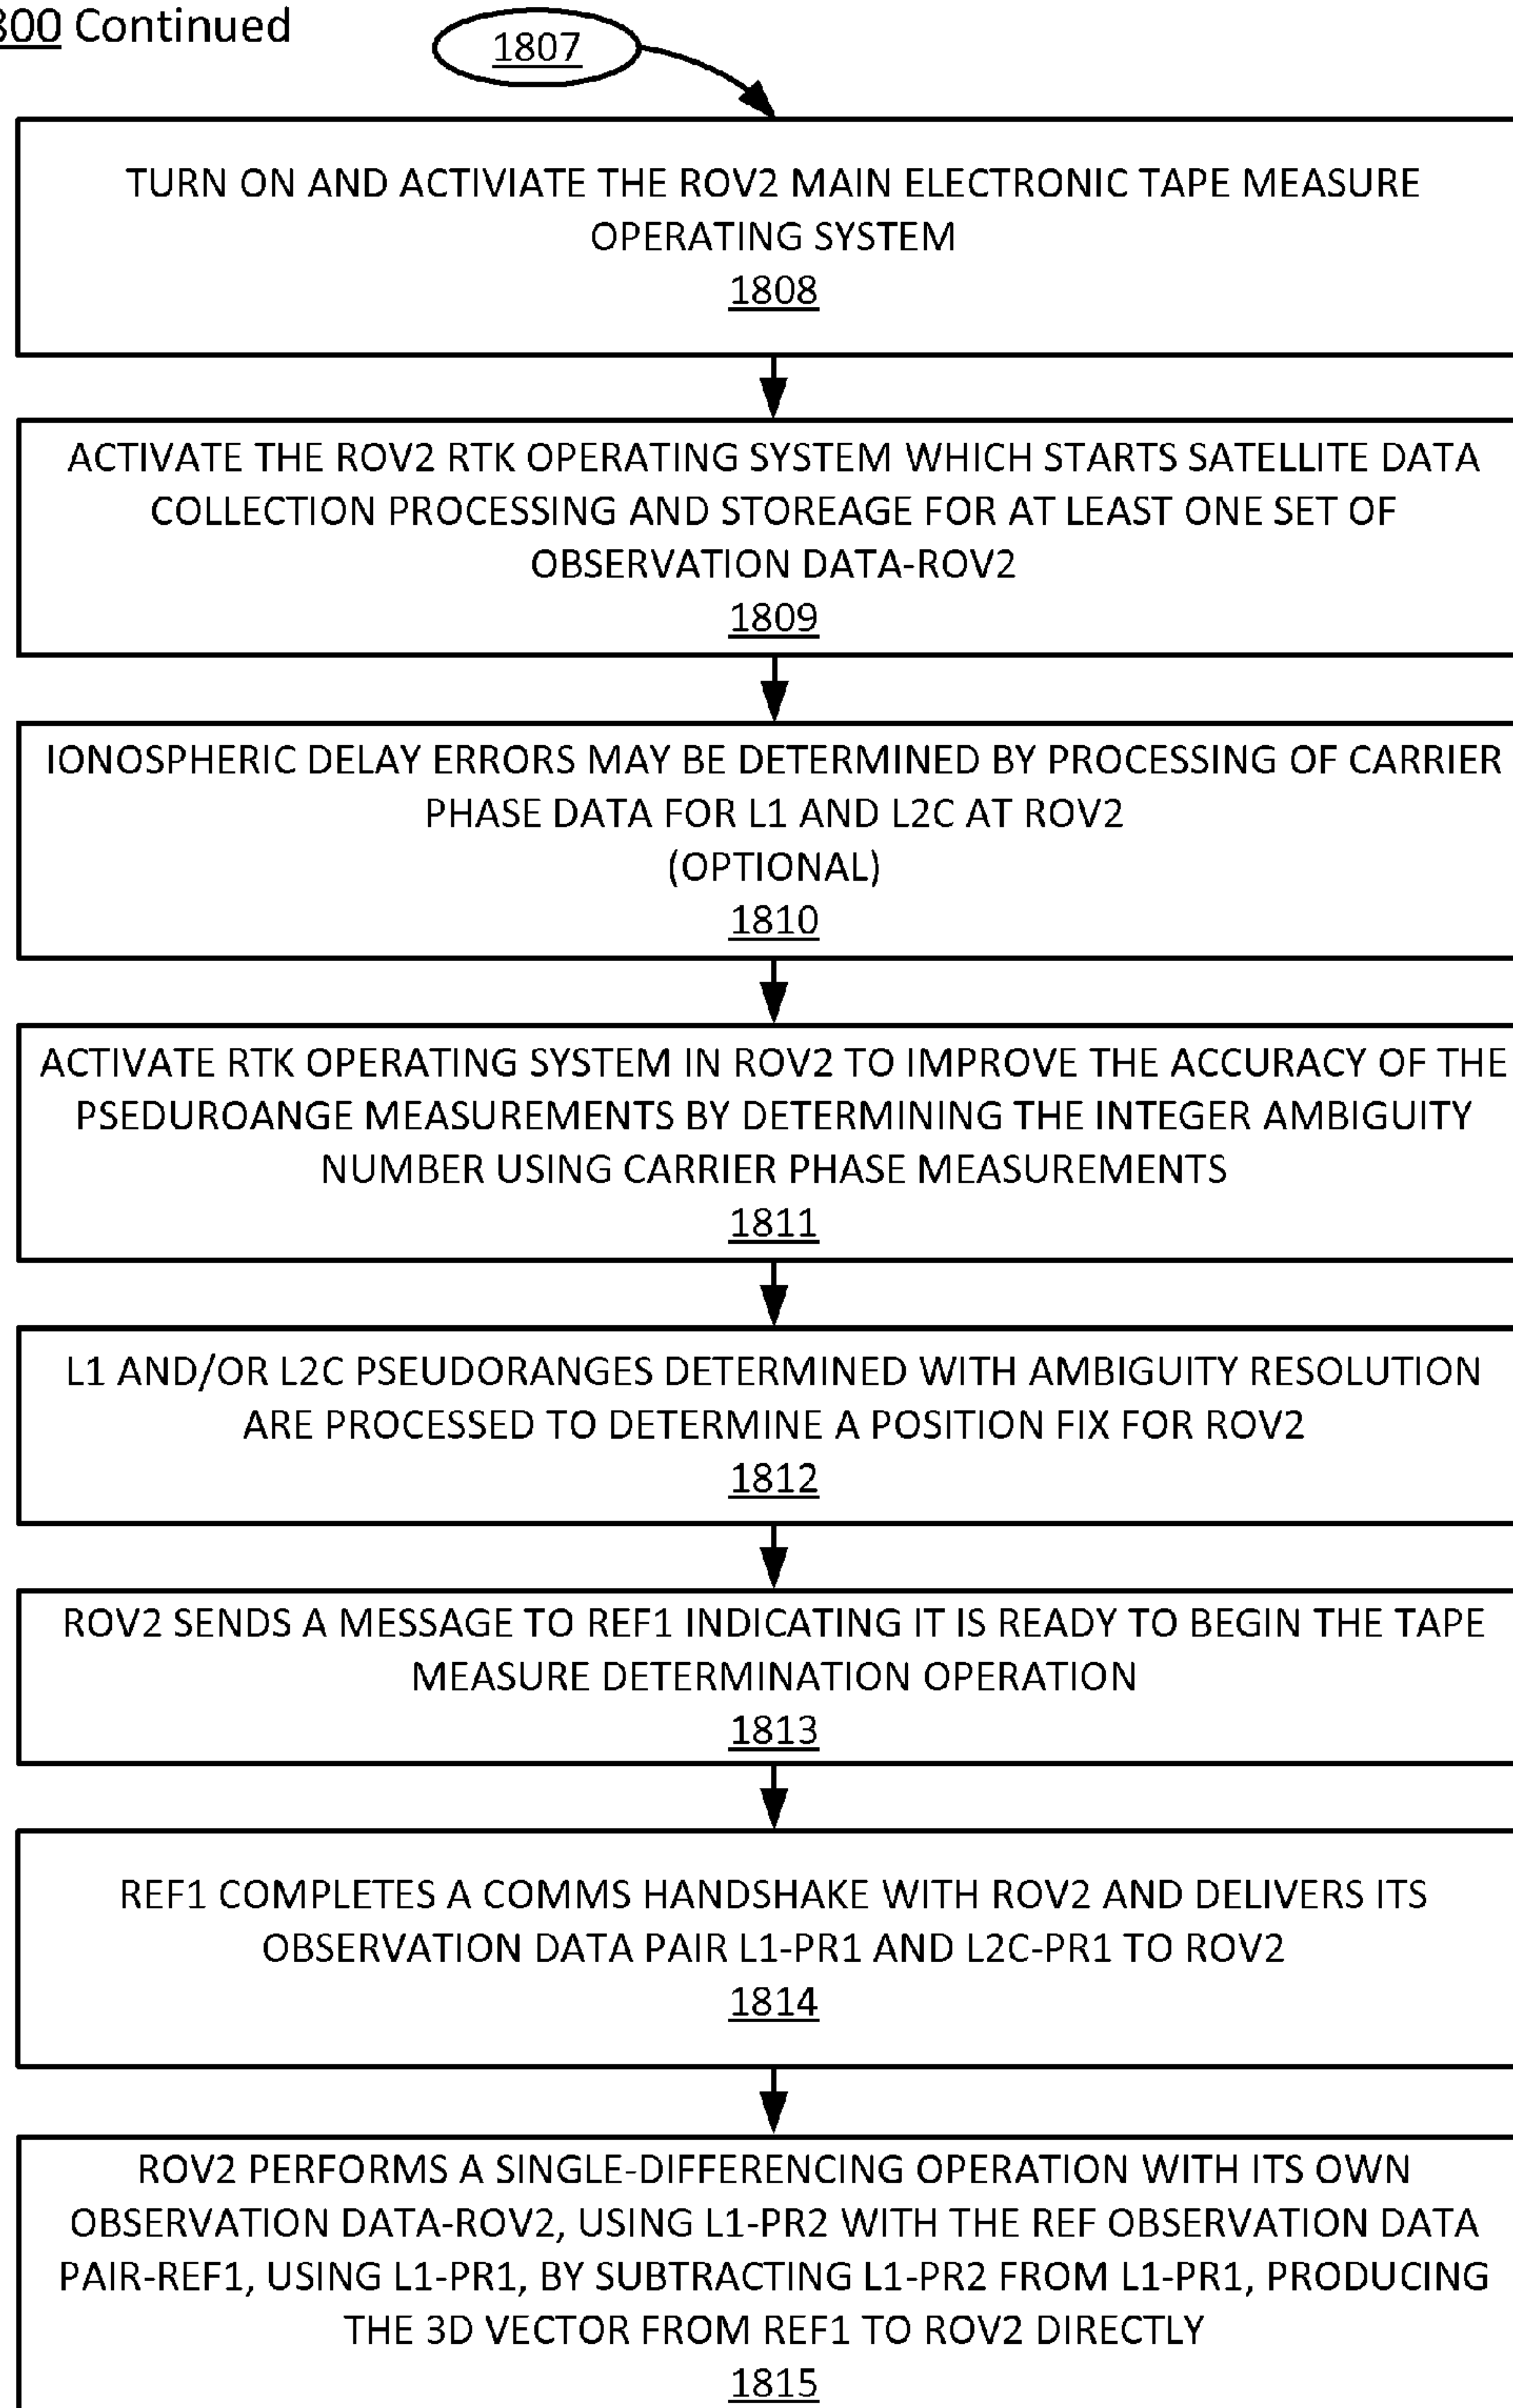 800 Continued
1807
TURN ON AND ACTIVIATE THE ROV2 MAIN ELECTRONIC TAPE MEASURE
OPERATING SYSTEM
1808
ACTIVATE THE ROV2 RTK OPERATING SYSTEM WHICH STARTS SATELLITE DATA
COLLECTION PROCESSING AND STOREAGE FOR AT LEAST ONE SET OF
OBSERVATION DATA-ROV2
1809
IONOSPHERIC DELAY ERRORS MAY BE DETERMINED BY PROCESSING OF CARRIER
PHASE DATA FOR L1 AND L2C AT ROV2
(OPTIONAL)
1810
ACTIVATE RTK OPERATING SYSTEM IN ROV2 TO IMPROVE THE ACCURACY OF THE
PSEDUROANGE MEASUREMENTS BY DETERMINING THE INTEGER AMBIGUITY
NUMBER USING CARRIER PHASE MEASUREMENTS
1811
L1 AND/OR L2C PSEUDORANGES DETERMINED WITH AMBIGUITY RESOLUTION
ARE PROCESSED TO DETERMINE A POSITION FIX FOR ROV2
1812
ROV2 SENDS A MESSAGE TO REF1 INDICATING IT IS READY TO BEGIN THE TAPE
MEASURE DETERMINATION OPERATION
1813
REF1 COMPLETES A COMMS HANDSHAKE WITH ROV2 AND DELIVERS ITS
OBSERVATION DATA PAIR L1-PR1 AND L2C-PR1 TO ROV2
1814
ROV2 PERFORMS A SINGLE-DIFFERENCING OPERATION WITH ITS OWN
OBSERVATION DATA-ROV2, USING L1-PR2 WITH THE REF OBSERVATION DATA
PAIR-REF1, USING L1-PR1, BY SUBTRACTING L1-PR2 FROM L1-PR1, PRODUCING
THE 3D VECTOR FROM REF1 TO ROV2 DIRECTLY
1815